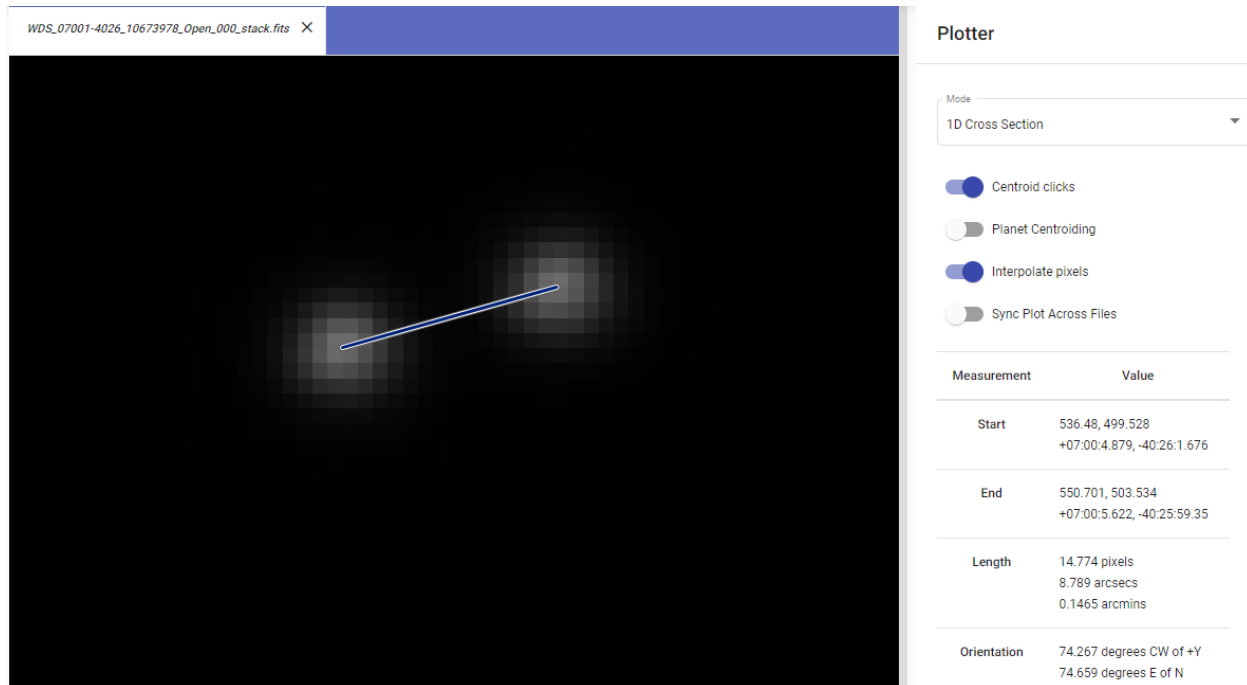 WDS_07001-4026_10673978_Open_000_stack.fits
Plotter
Mode
1D Cross Section
Centroid clicks
Planet Centroiding
Interpolate pixels
Sync Plot Across Files
Measurement Value
Start 536.48, 499.528
+07:00:4.879, -40:26:1.676
End 550.701, 503.534
+07:00:5.622, -40:25:59.35
Length 14.774 pixels
8.789 arcsecs
0.1465 arcmins
Orientation 74.267 degrees CW of +Y
74.659 degrees E of N